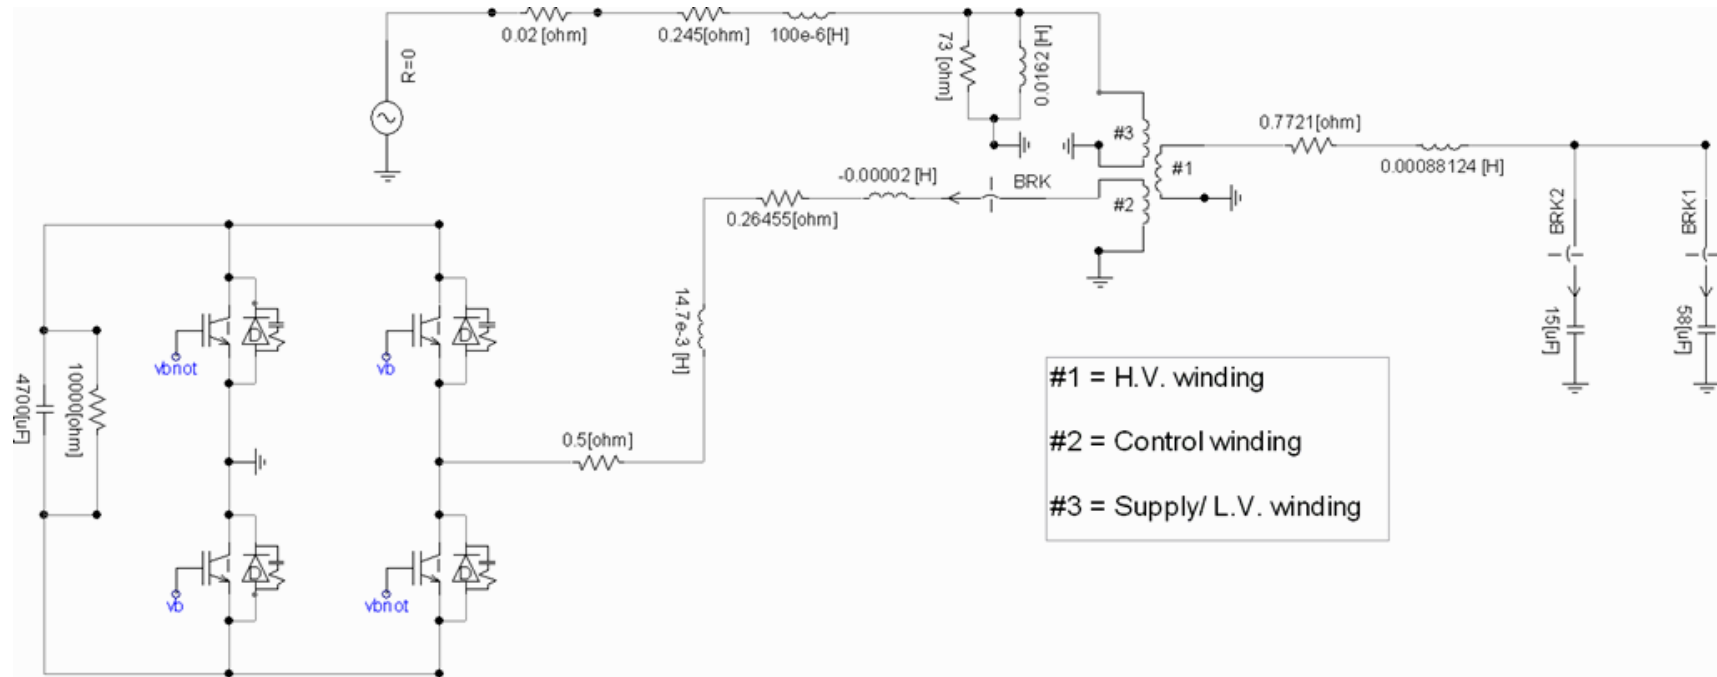 0.02 [ohm]
0.245[ohm]
100e-6[H]
R=0
73 [ohm]
0.0162 [H]
#3
#1
#2
0.7721[ohm]
0.00088124 [H]
-0.00002 [H]
BRK
0.26455[ohm]
BRK2
BRK1
15[uF]
58[uF]
14.7e-3 [H]
D
D
vbnot
vb
4700[uF]
10000[ohm]
0.5[ohm]
D
D
vb
vbnot
#1 = H.V. winding
#2 = Control winding
#3 = Supply/ L.V. winding